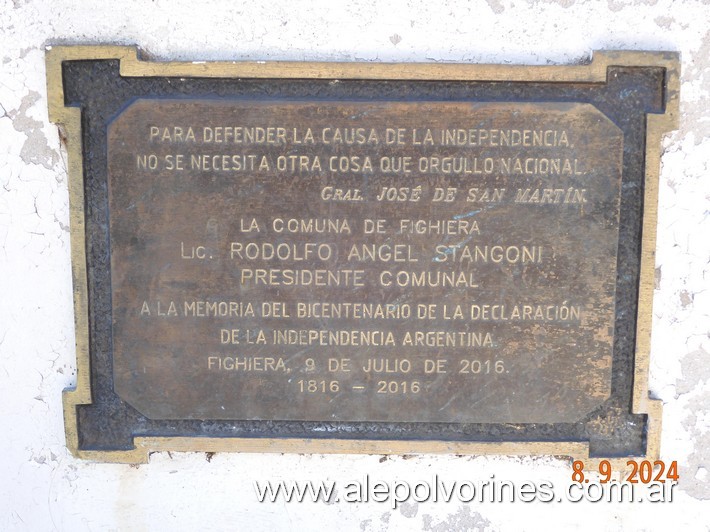 PARA DEFENDER LA CAUSA DE LA INDEPENDENCIA,
NO SE NECESITA OTRA COSA QUE ORGULLO NACIONAL.
GRAL. JOSÉ DE SAN MARTÍN.
LA COMUNA DE FIGHIERA
LIC. RODOLFO ANGEL STANGONI
PRESIDENTE COMUNAL
A LA MEMORIA DEL BICENTENARIO DE LA DECLARACIÓN
DE LA INDEPENDENCIA ARGENTINA.
FIGHIERA, 9 DE JULIO DE 2016.
1816 - 2016
8. 9. 2024
www.alepolvorines.com.ar